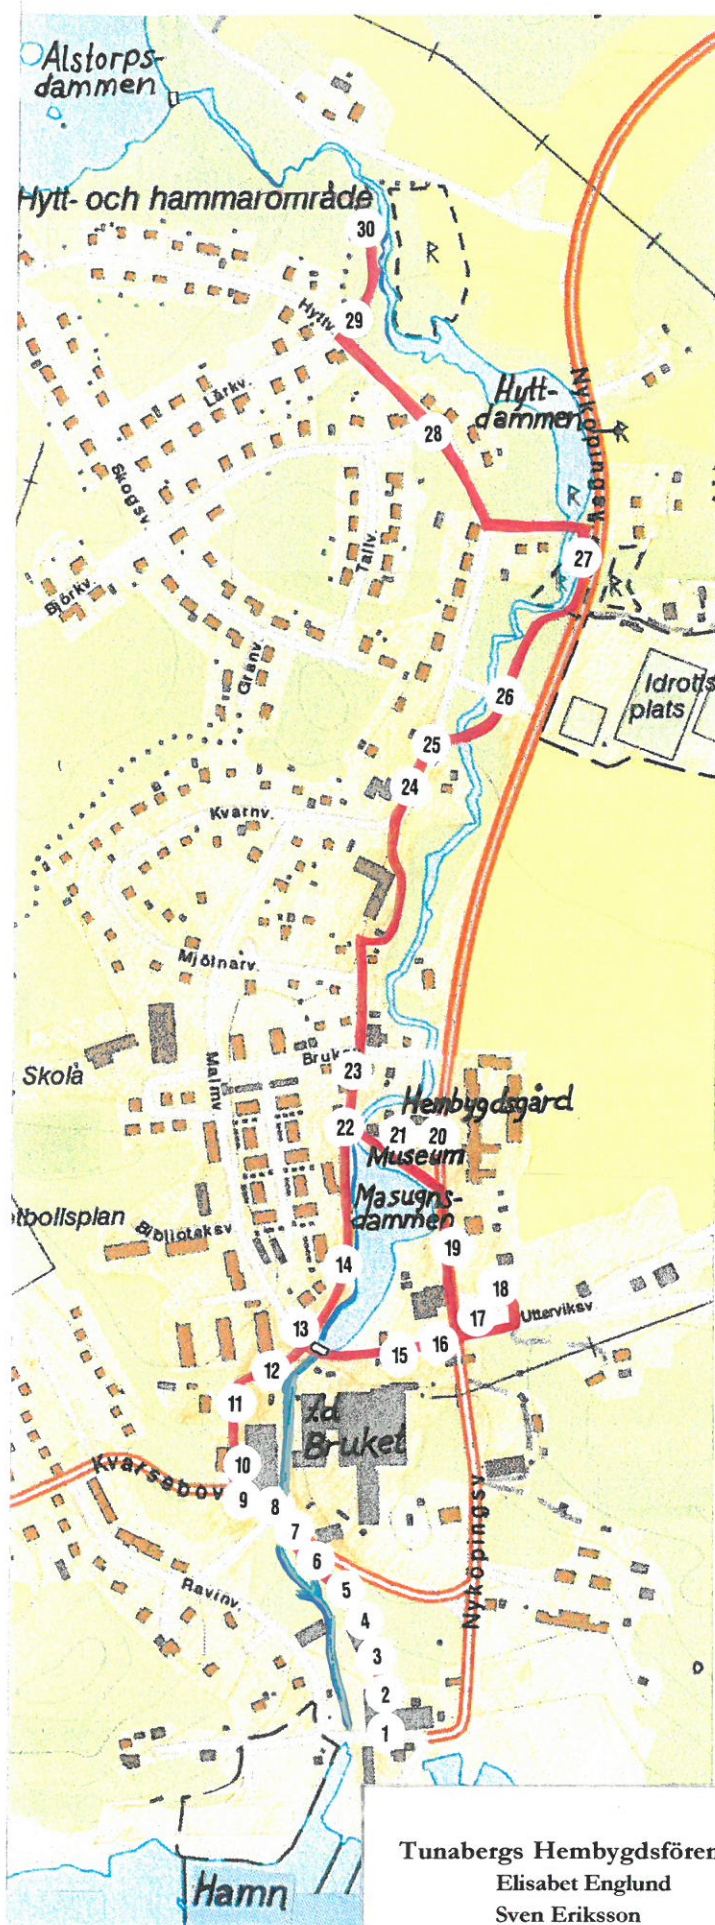 Alstorps-
dammen
Hytt- och hammarområde
30
R
29
Hyttv.
Lärkv.
Hytt-
dammen
R
28
Nyköpingsv
Skogsv.
R
Tallv.
27
R
R
Björkv.
Granv.
26
Idrotts
plats
25
24
Kvarnv.
Mjölnarv.
Skola
Malmv.
Bruksv
23
Hembygdsgård
22
21
20
Museum
Masugns-
dammen
tbollsplan
Biblioteksv
19
14
18
17
Utterviksv
13
16
15
12
11
f.d
Bruket
10
Kvarsebov
9
8
7
6
5
Ravinv.
Nyköpingsv
4
3
2
1
Hamn
Tunabergs Hembygdsfören
Elisabet Englund
Sven Eriksson